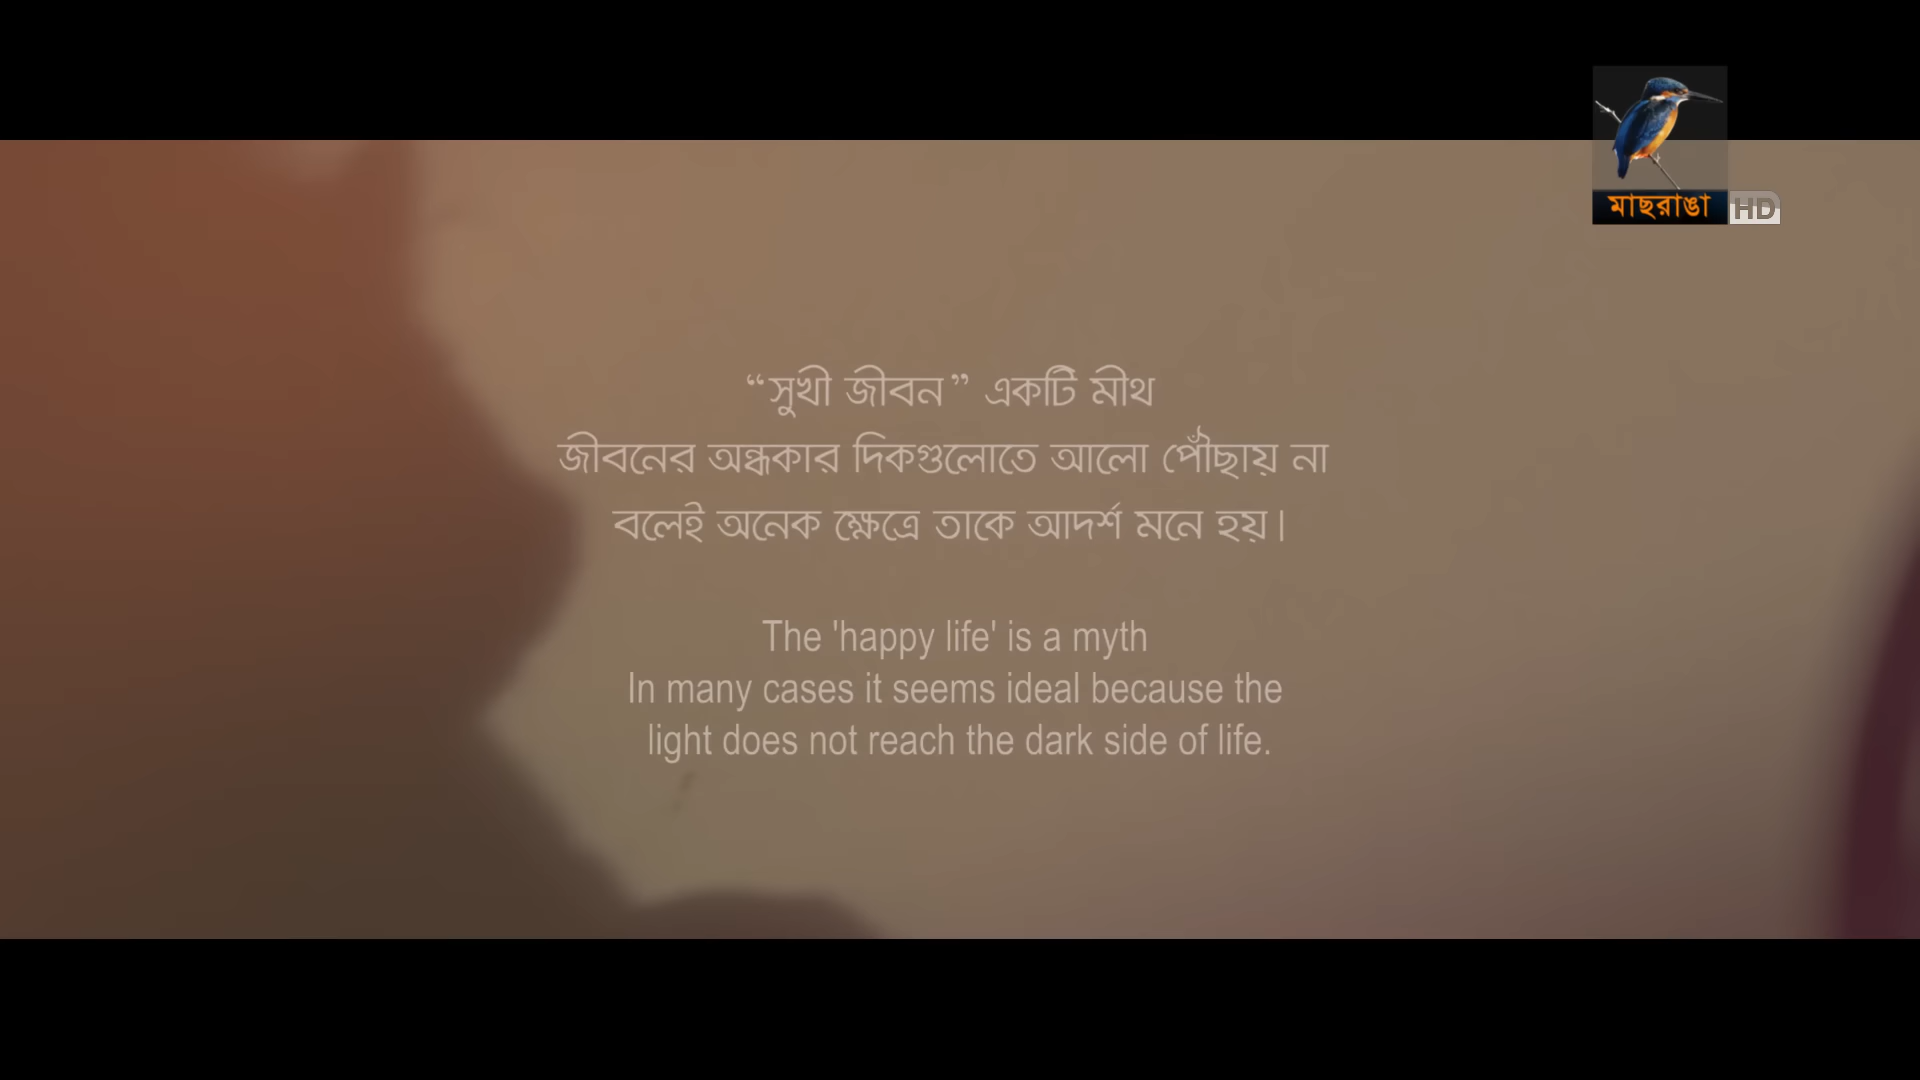 মাছরাঙা HD
“সুখী জীবন” একটি মীথ
জীবনের অন্ধকার দিকগুলোতে আলো পৌঁছায় না
বলেই অনেক ক্ষেত্রে তাকে আদর্শ মনে হয়।
The 'happy life' is a myth
In many cases it seems ideal because the
light does not reach the dark side of life.